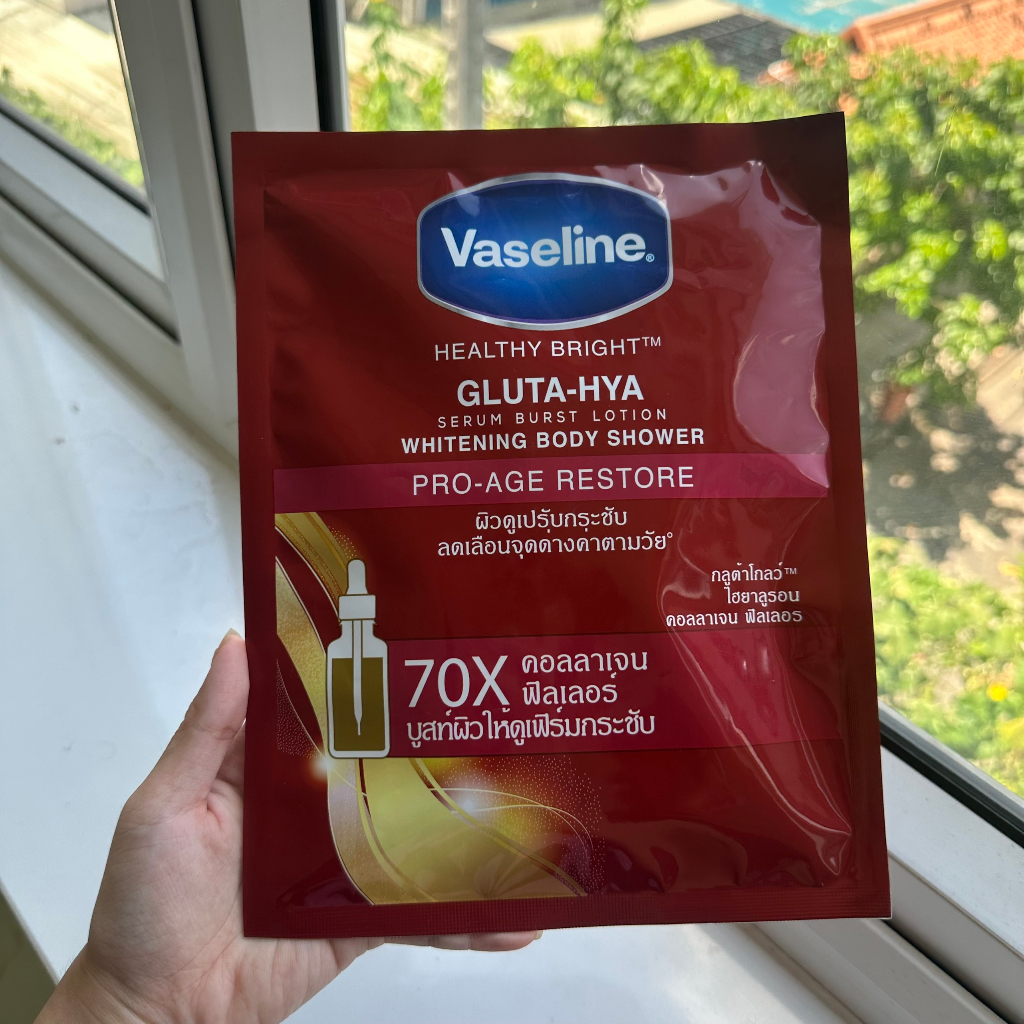 Vaseline®
HEALTHY BRIGHT™
GLUTA-HYA
SERUM BURST LOTION
WHITENING BODY SHOWER
PRO-AGE RESTORE
ผิวดูเปรับกระชับ
ลดเลือนจุดด่างคำตามวัย°
กลูต้าโกลว์™
ไฮยาลูรอน
คอลลาเจน ฟิลเลอร
70X คอลลาเจน
ฟิลเลอร์
บูสท์ผิวให้ดูเฟิร์มกระชับ